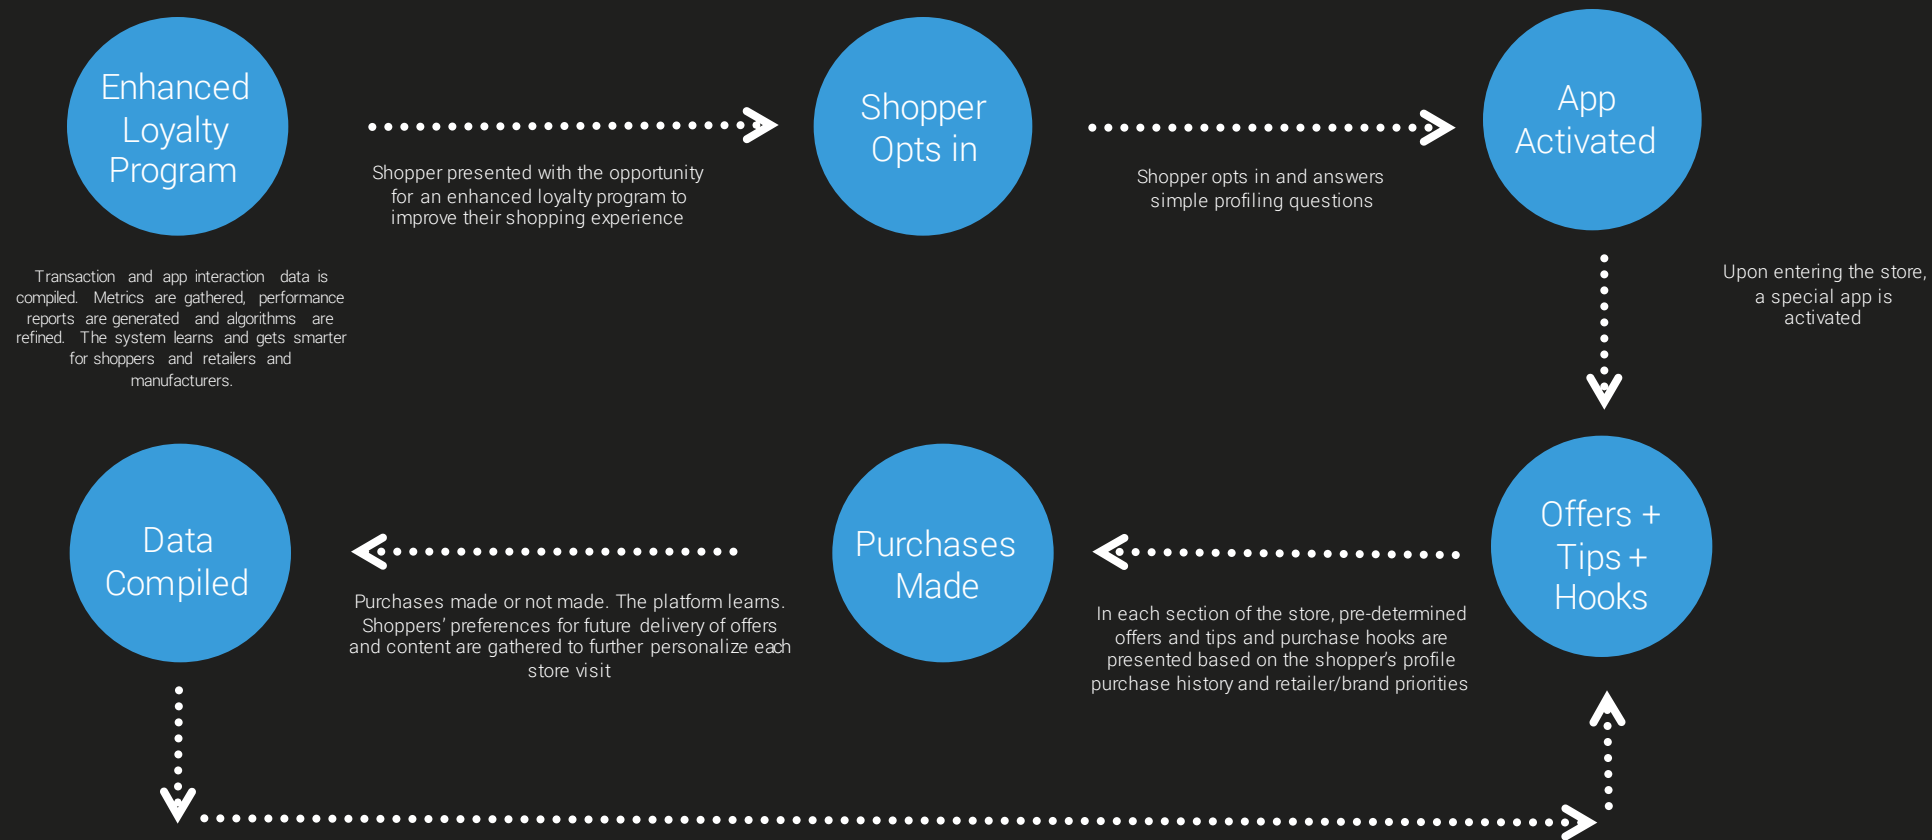 Enhanced
Loyalty
Program
Shopper presented with the opportunity
for an enhanced loyalty program to
improve their shopping experience
Shopper
Opts in
Shopper opts in and answers
simple profiling questions
App
Activated
Upon entering the store,
a special app is
activated
Transaction and app interaction data is
compiled. Metrics are gathered, performance
reports are generated and algorithms are
refined. The system learns and gets smarter
for shoppers and retailers and
manufacturers.
Offers +
Tips +
Hooks
In each section of the store, pre-determined
offers and tips and purchase hooks are
presented based on the shopper's profile
purchase history and retailer/brand priorities
Purchases
Made
Purchases made or not made. The platform learns.
Shoppers' preferences for future delivery of offers
and content are gathered to further personalize each
store visit
Data
Compiled